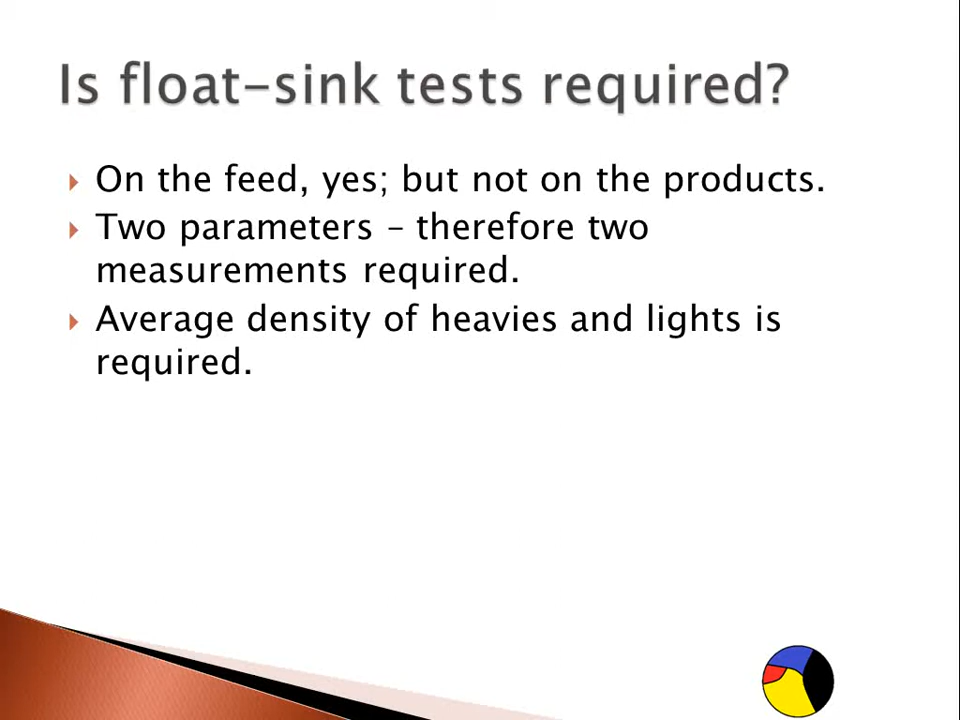 Is float-sink tests required?
On the feed, yes; but not on the products.
Two parameters – therefore two
measurements required.
Average density of heavies and lights is
required.